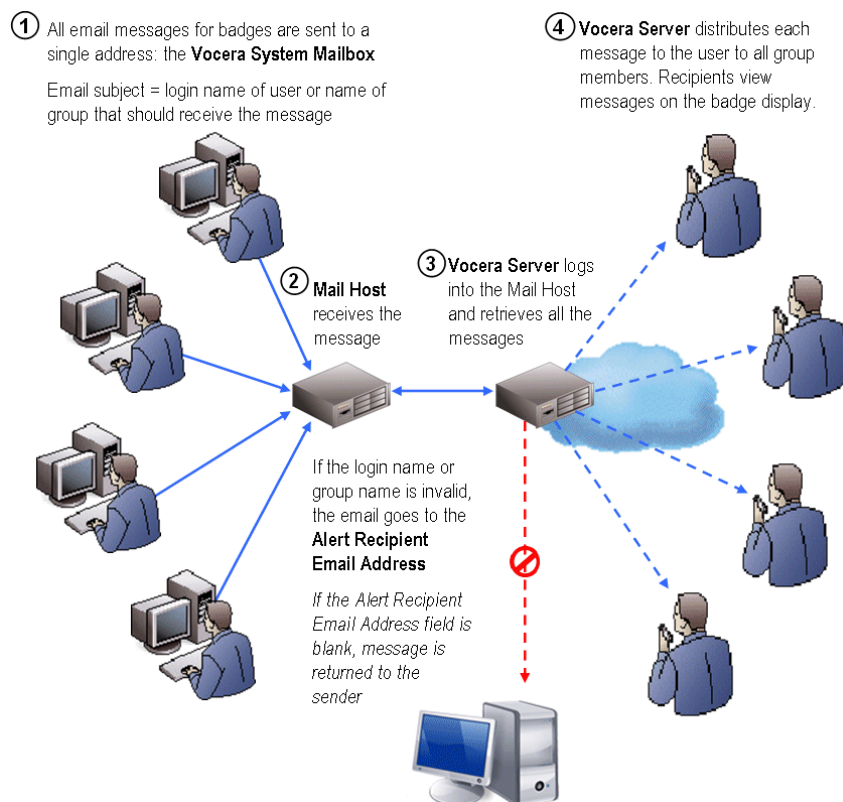 1 All email messages for badges are sent to a
single address: the Vocera System Mailbox
Email subject = login name of user or name of
group that should receive the message
4 Vocera Server distributes each
message to the user to all group
members. Recipients view
messages on the badge display.
2 Mail Host
receives the
message
3 Vocera Server logs
into the Mail Host
and retrieves all the
messages
If the login name or
group name is invalid,
the email goes to the
Alert Recipient
Email Address
If the Alert Recipient
Email Address field is
blank, message is
returned to the
sender